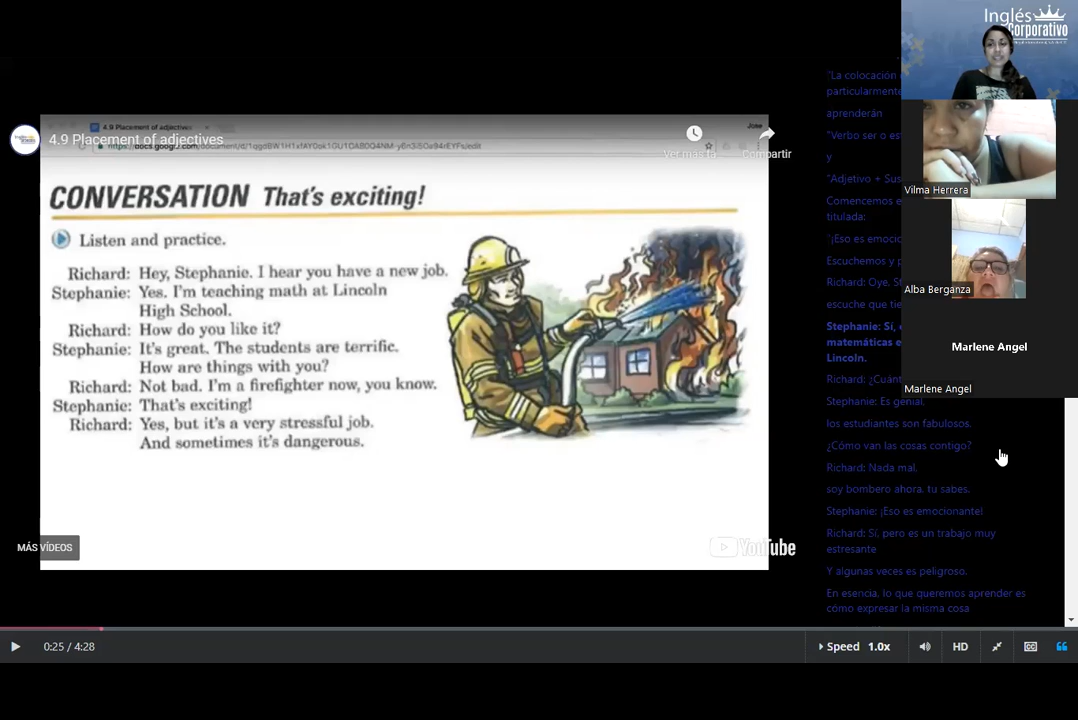 Inglés
Corporativo
4.9 Placement of adjectives
Jose
4.9 Placement of adjectives
Ver más ta
Compartir
CONVERSATION That's exciting!
Listen and practice.
Richard: Hey, Stephanie. I hear you have a new job.
Stephanie: Yes. I'm teaching math at Lincoln
High School.
Richard: How do you like it?
Stephanie: It's great. The students are terrific.
How are things with you?
Richard: Not bad. I'm a firefighter now, you know.
Stephanie: That's exciting!
Richard: Yes, but it's a very stressful job.
And sometimes it's dangerous.
MÁS VÍDEOS
YouTube
"La colocación
particularmente
aprenderán
"Verbo ser o es
y
"Adjetivo + Sus
Comencemos e
titulada:
"¡Eso es emocio
Escuchemos y p
Richard: Oye, S
escuche que tie
Stephanie: Sí,
matemáticas e
Lincoln.
Richard: ¿Cuánt
Stephanie: Es genial,
los estudiantes son fabulosos.
¿Cómo van las cosas contigo?
Richard: Nada mal,
soy bombero ahora, tu sabes.
Stephanie: ¡Eso es emocionante!
Richard: Sí, pero es un trabajo muy
estresante
Y algunas veces es peligroso.
En esencia, lo que queremos aprender es
cómo expresar la misma cosa
Vilma Herrera
Alba Berganza
Marlene Angel
Marlene Angel
0:25 / 4:28
Speed 1.0x
HD
CC